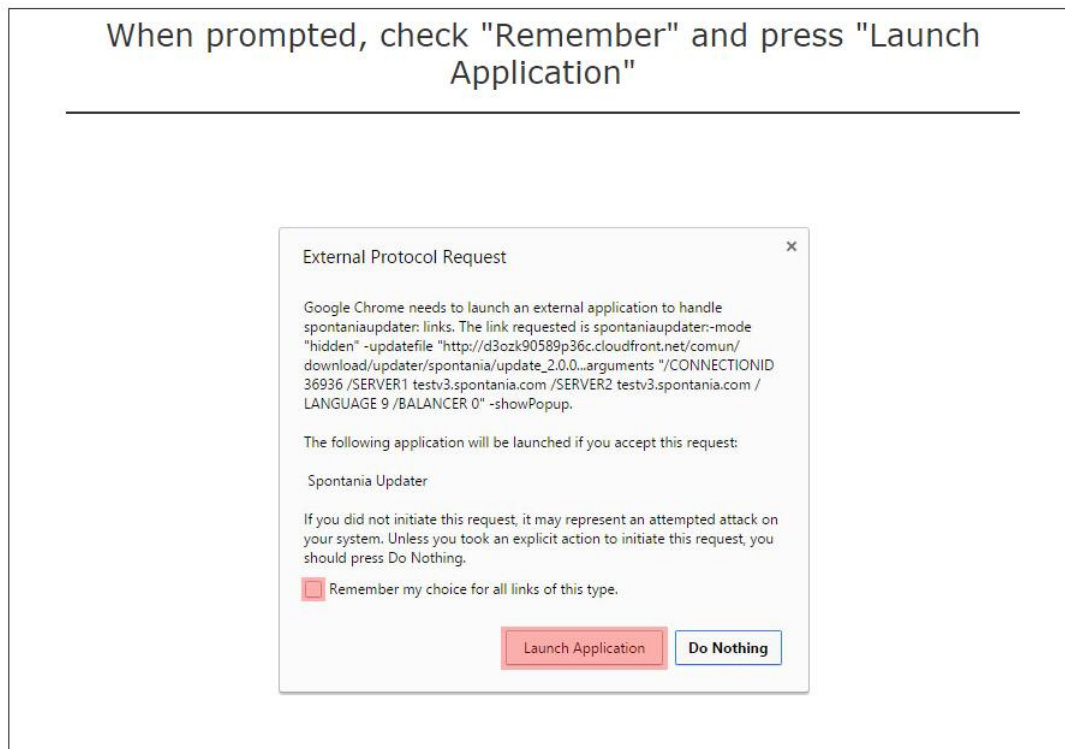 When prompted, check "Remember" and press "Launch
Application"
External Protocol Request
Google Chrome needs to launch an external application to handle
spontaniaupdater: links. The link requested is spontaniaupdater:-mode
"hidden" -updatefile "http://d3ozk90589p36c.cloudfront.net/comun/
download/updater/spontania/update_2.0.0...arguments "/CONNECTIONID
36936 /SERVER1 testv3.spontania.com /SERVER2 testv3.spontania.com /
LANGUAGE 9 /BALANCER 0" -showPopup.
The following application will be launched if you accept this request:
Spontania Updater
If you did not initiate this request, it may represent an attempted attack on
your system. Unless you took an explicit action to initiate this request, you
should press Do Nothing.
Remember my choice for all links of this type.
Launch Application
Do Nothing